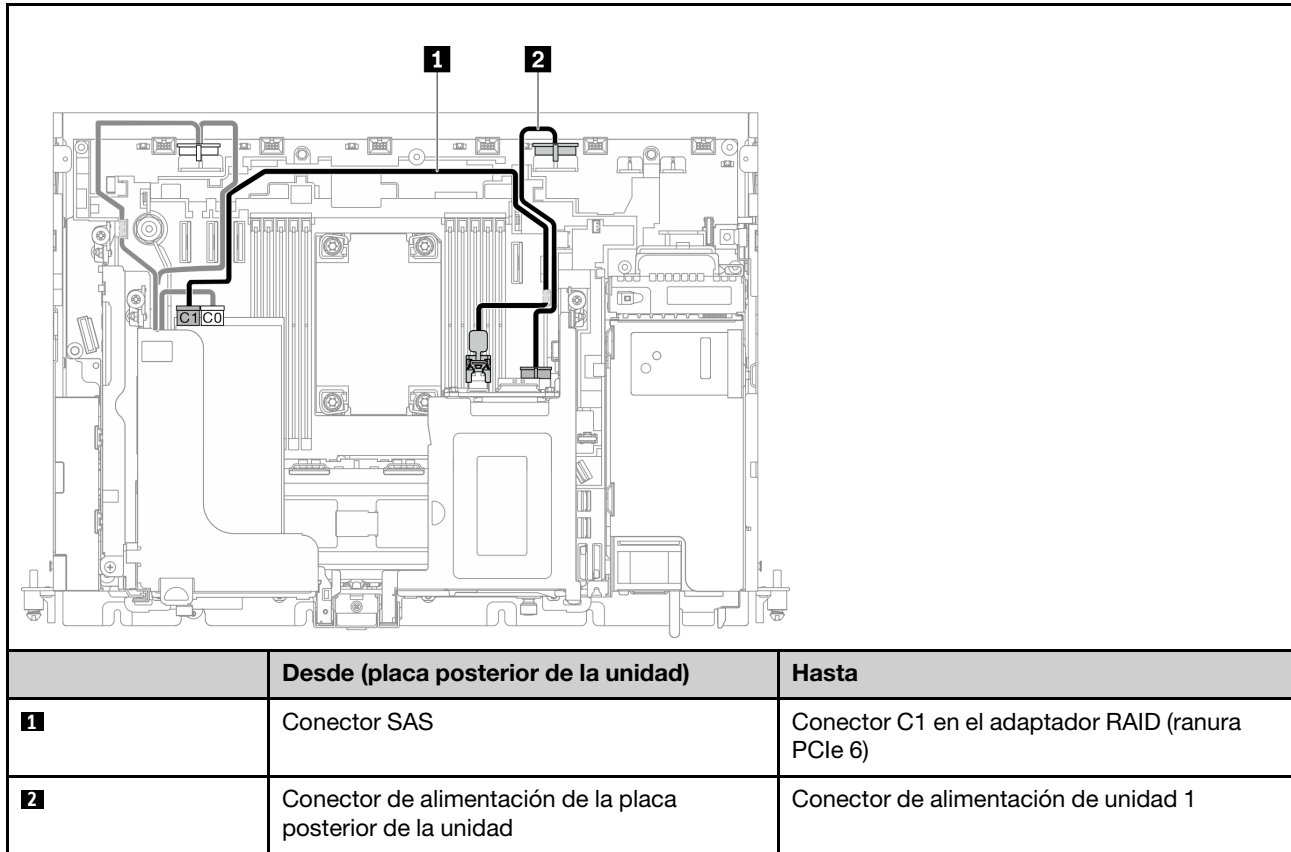 1 2
C1 C0
Desde (placa posterior de la unidad) Hasta
1 Conector SAS Conector C1 en el adaptador RAID (ranura
PCIe 6)
2 Conector de alimentación de la placa Conector de alimentación de unidad 1
posterior de la unidad